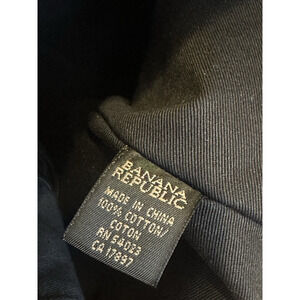 BANANA
REPUBLIC
MADE IN CHINA
100% COTTON/
COTON
RN 54023
CA 17897